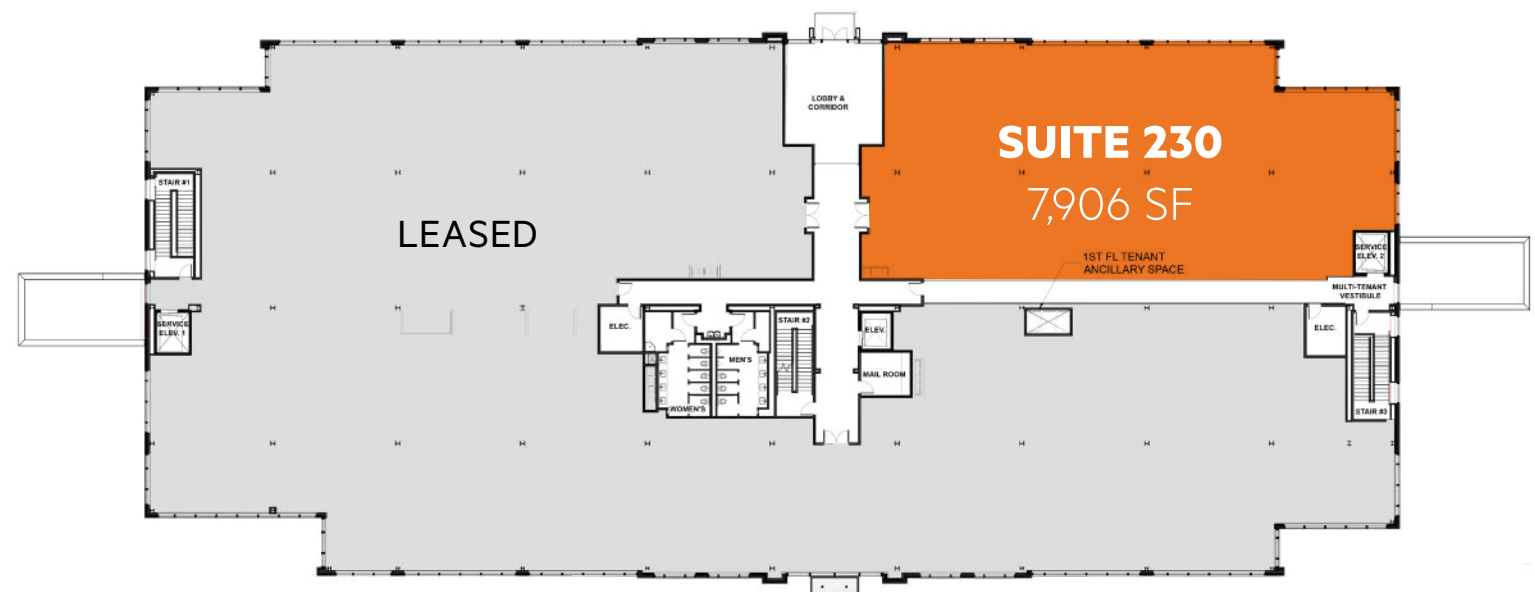 LOBBY &
CORRIDOR
SUITE 230
7,906 SF
STAIR #1
LEASED
SERVICE
ELEV. 2
1ST FL TENANT
ANCILLARY SPACE
MULTI-TENANT
VESTIBULE
SERVICE
ELEV. 1
ELEC.
STAIR #2
ELEV.
ELEC.
MEN'S
MAIL ROOM
WOMEN'S
STAIR #3